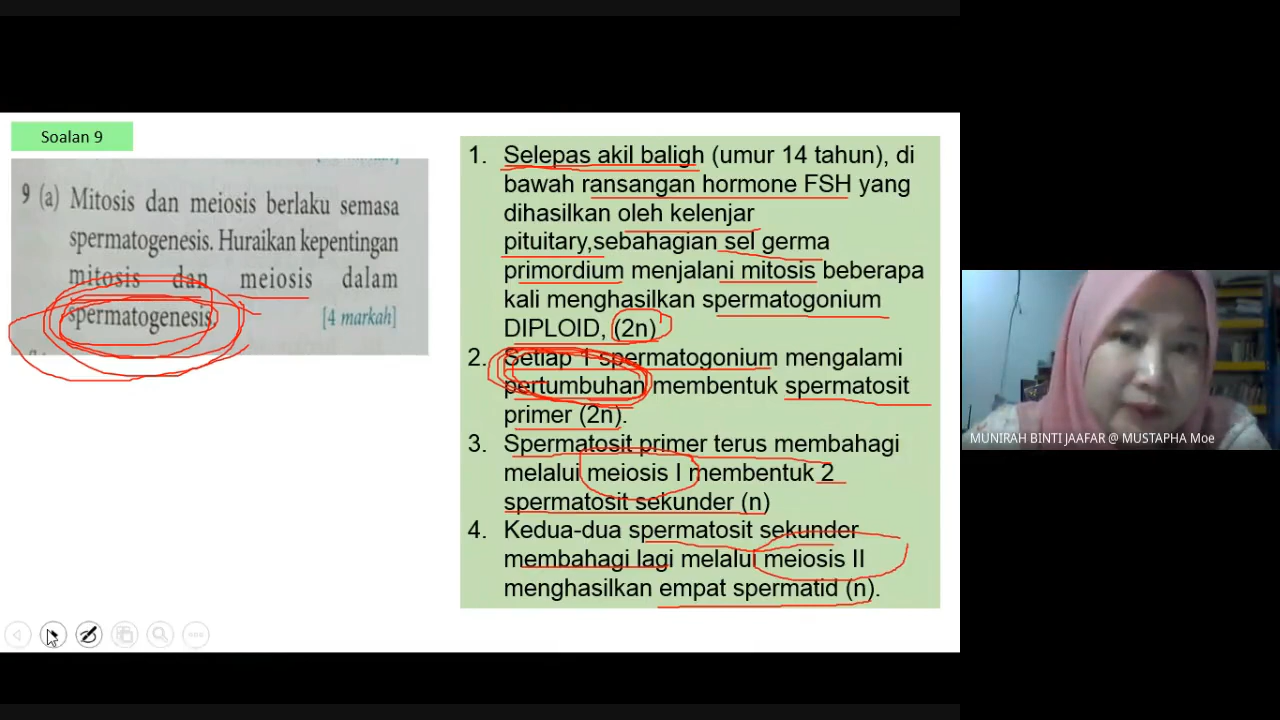 Soalan 9
9 (a) Mitosis dan meiosis berlaku semasa
spermatogenesis. Huraikan kepentingan
mitosis dan meiosis dalam
spermatogenesis. [4 markah]
1. Selepas akil baligh (umur 14 tahun), di
bawah ransangan hormone FSH yang
dihasilkan oleh kelenjar
pituitary,sebahagian sel germa
primordium menjalani mitosis beberapa
kali menghasilkan spermatogonium
DIPLOID, (2n)
2. Setiap 1 spermatogonium mengalami
pertumbuhan membentuk spermatosit
primer (2n).
3. Spermatosit primer terus membahagi
melalui meiosis I membentuk 2
spermatosit sekunder (n)
4. Kedua-dua spermatosit sekunder
membahagi lagi melalui meiosis II
menghasilkan empat spermatid (n).
MUNIRAH BINTI JAAFAR @ MUSTAPHA Moe